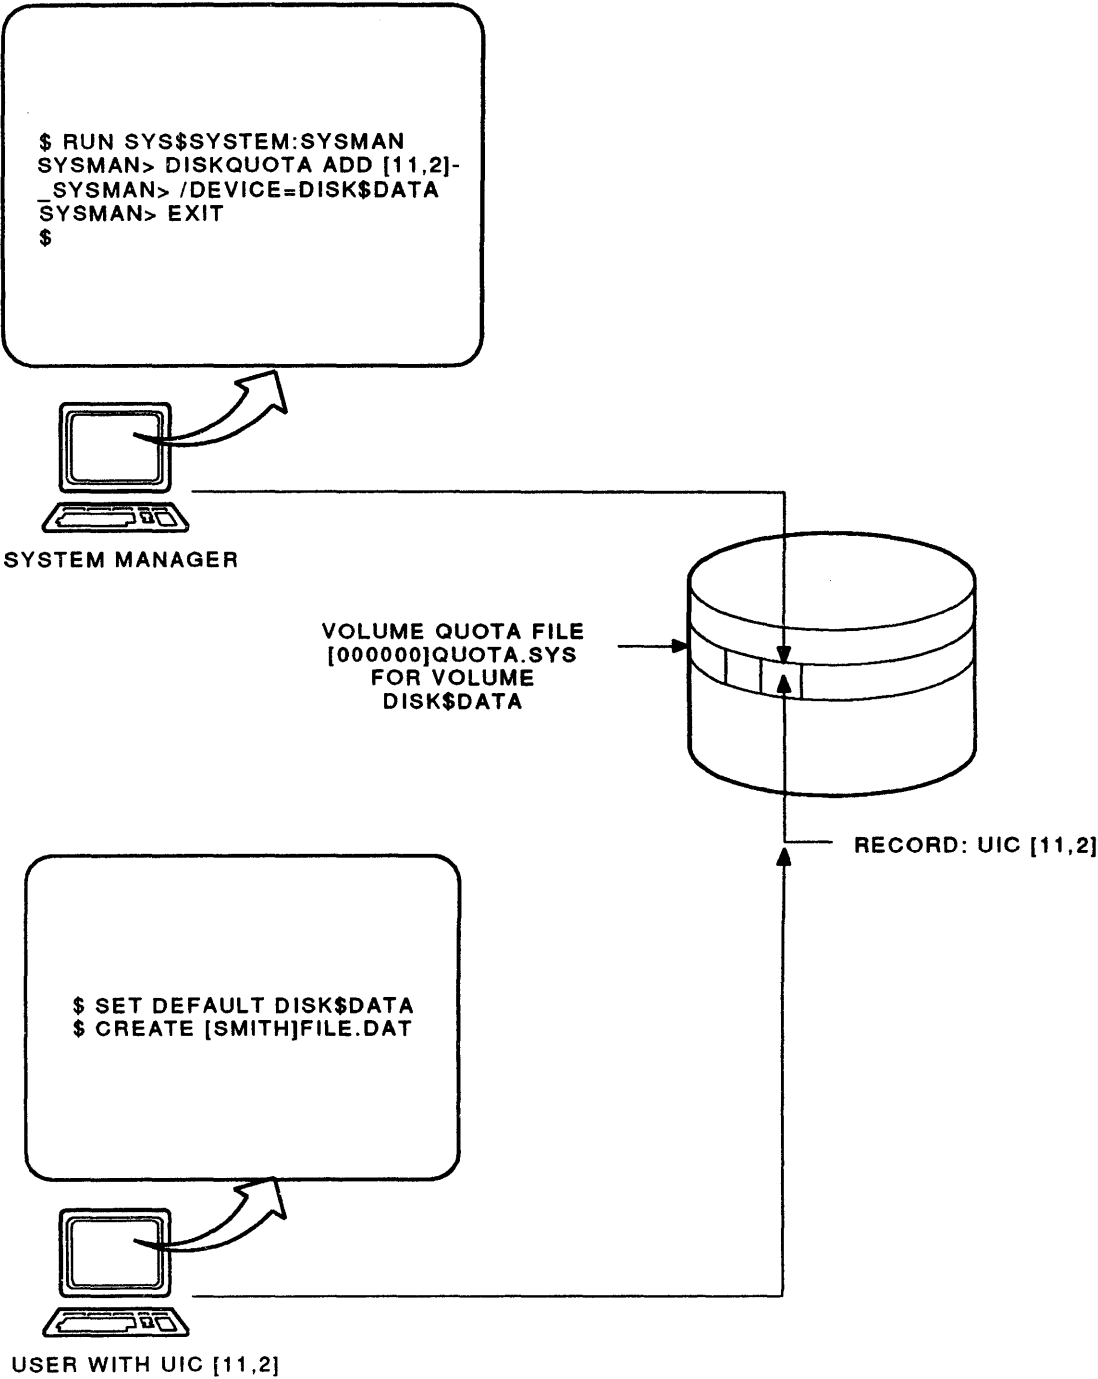 $ RUN SYS$SYSTEM:SYSMAN
SYSMAN> DISKQUOTA ADD [11,2]-
_SYSMAN> /DEVICE=DISK$DATA
SYSMAN> EXIT
$
SYSTEM MANAGER
VOLUME QUOTA FILE
[000000]QUOTA.SYS
FOR VOLUME
DISK$DATA
RECORD: UIC [11,2]
$ SET DEFAULT DISK$DATA
$ CREATE [SMITH]FILE.DAT
USER WITH UIC [11,2]